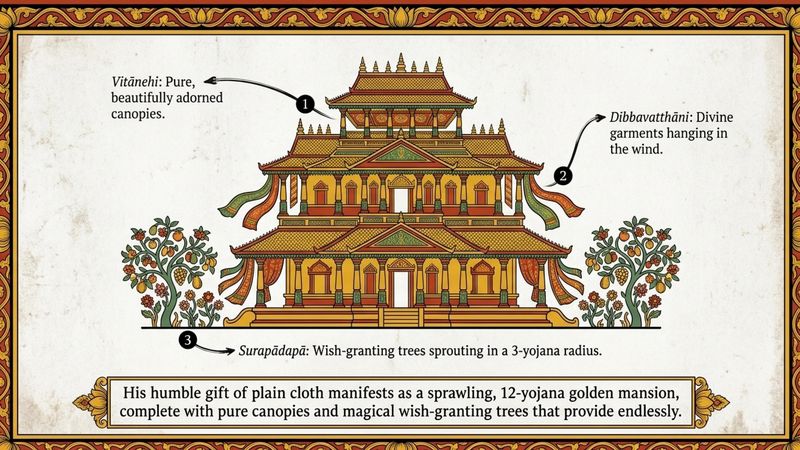 Vitānehi: Pure,
beautifully adorned
canopies.
1
Dibbavatthāni: Divine
garments hanging in
the wind.
2
3
Surapādapā: Wish-granting trees sprouting in a 3-yojana radius.
His humble gift of plain cloth manifests as a sprawling, 12-yojana golden mansion,
complete with pure canopies and magical wish-granting trees that provide endlessly.